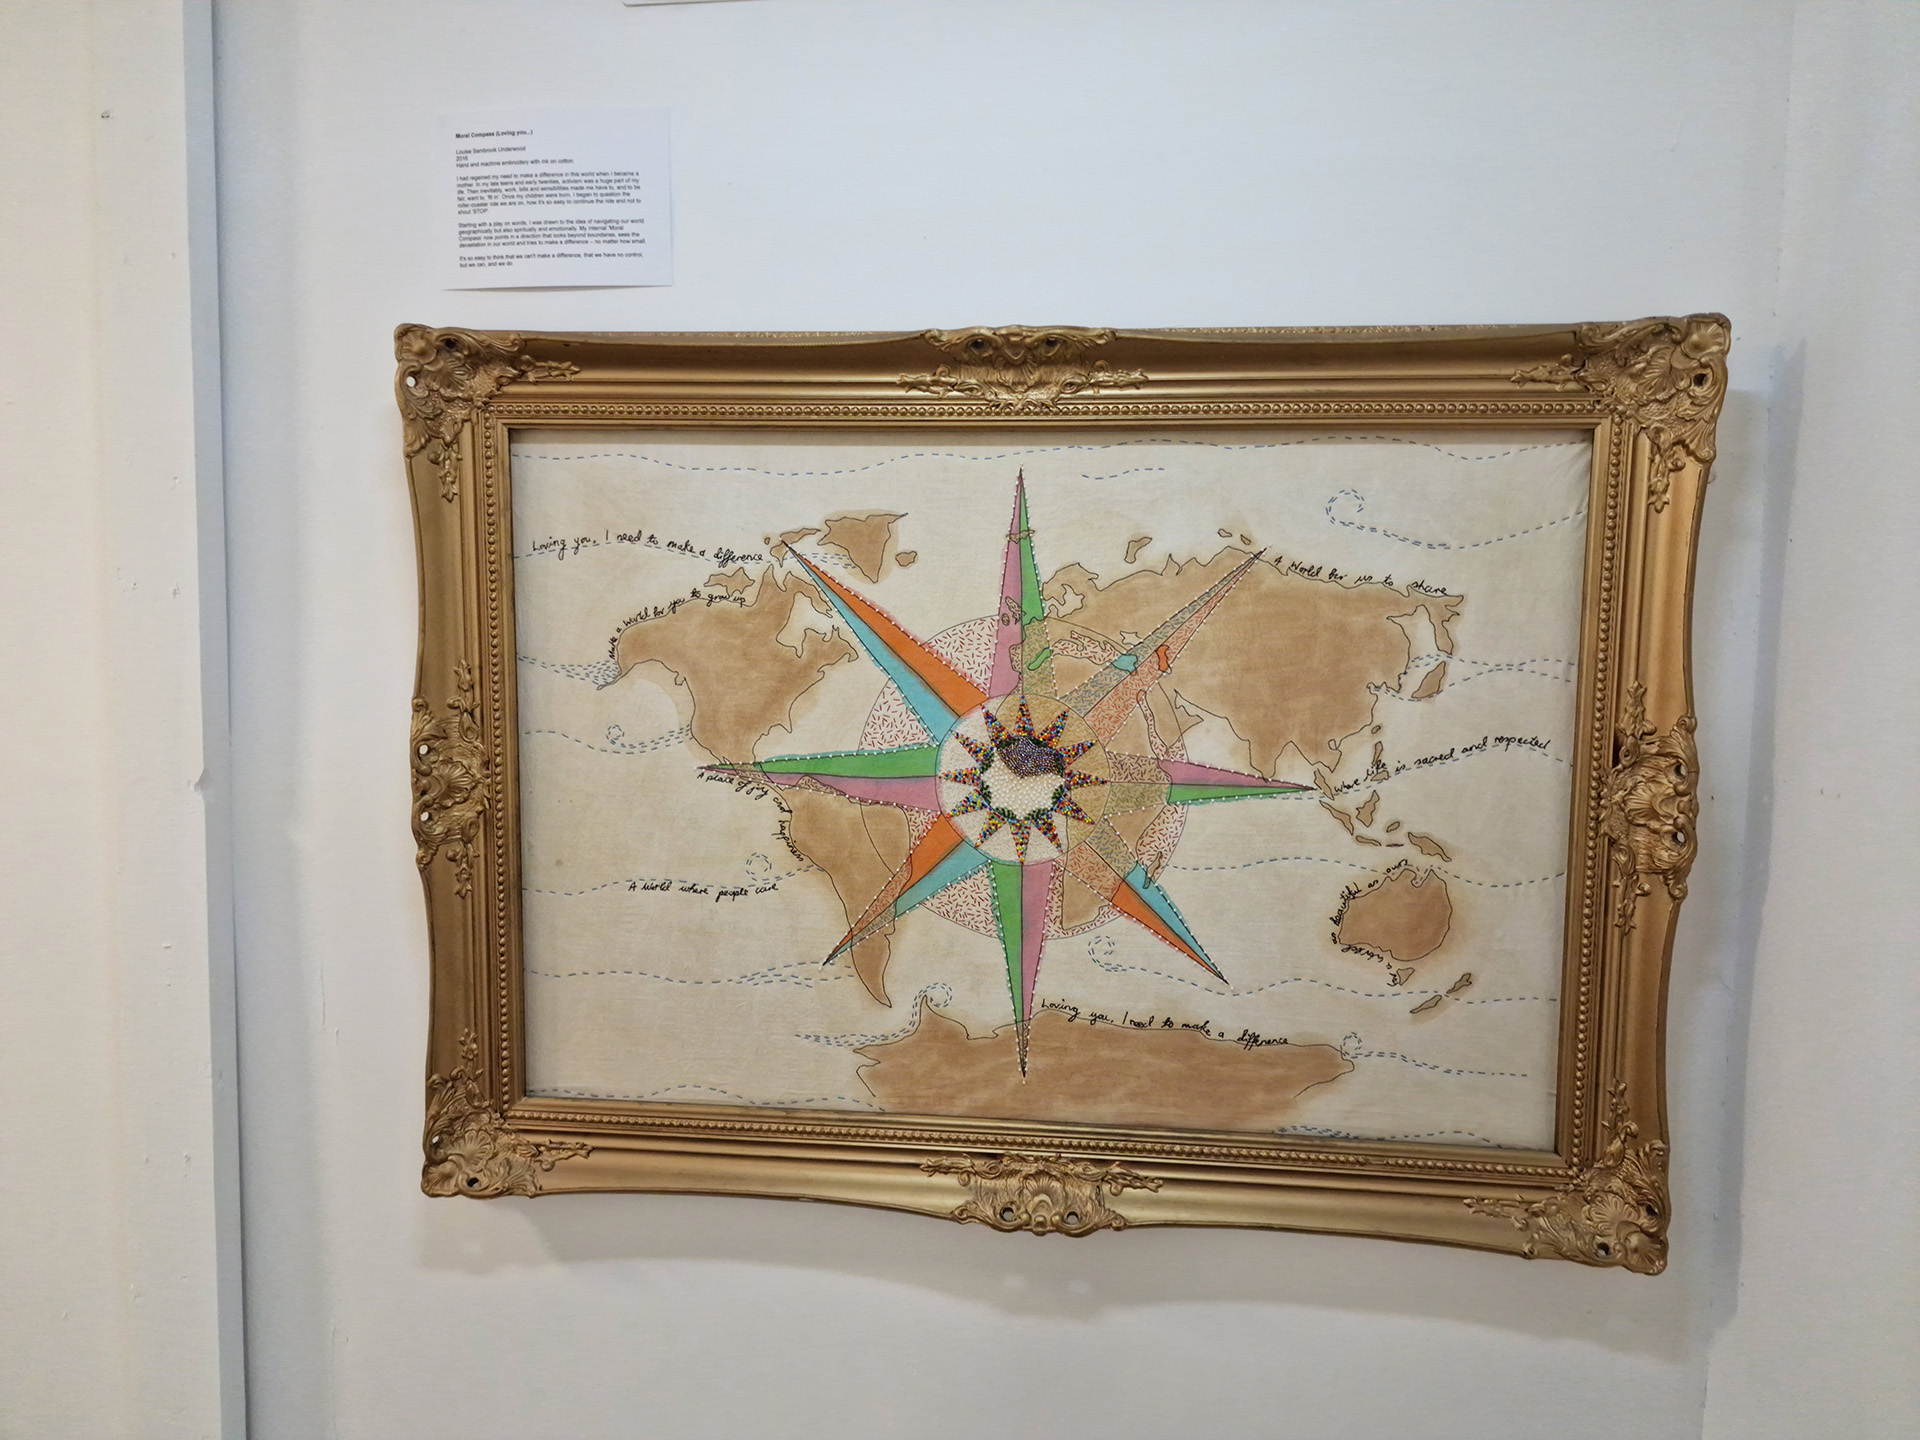 Moral Compass (Loving you...)
Louise Sambrook Underwood
2016
Hand and machine embroidery with ink on cotton.
I had regained my need to make a difference in this world when I became a
mother. In my late teens and early twenties, activism was a huge part of my
life. Then inevitably, work, bills and sensibilities made me have to, and to be
fair, want to, 'fit in'. Once my children were born, I began to question the
roller-coaster ride we are on, how it's so easy to continue the ride and not to
shout 'STOP'.
Starting with a play on words, I was drawn to the idea of navigating our world
geographically but also spiritually and emotionally. My internal 'Moral
Compass' now points in a direction that looks beyond boundaries, sees the
devastation in our world and tries to make a difference – no matter how small.
It's so easy to think that we can't make a difference, that we have no control,
but we can, and we do.
Loving you, I need to make a difference
Make a world for you to grow up
A world for us to share
Where life is sacred and respected
A place of joy and happiness
A world where people care
For a world as beautiful as ours
Loving you, I need to make a difference